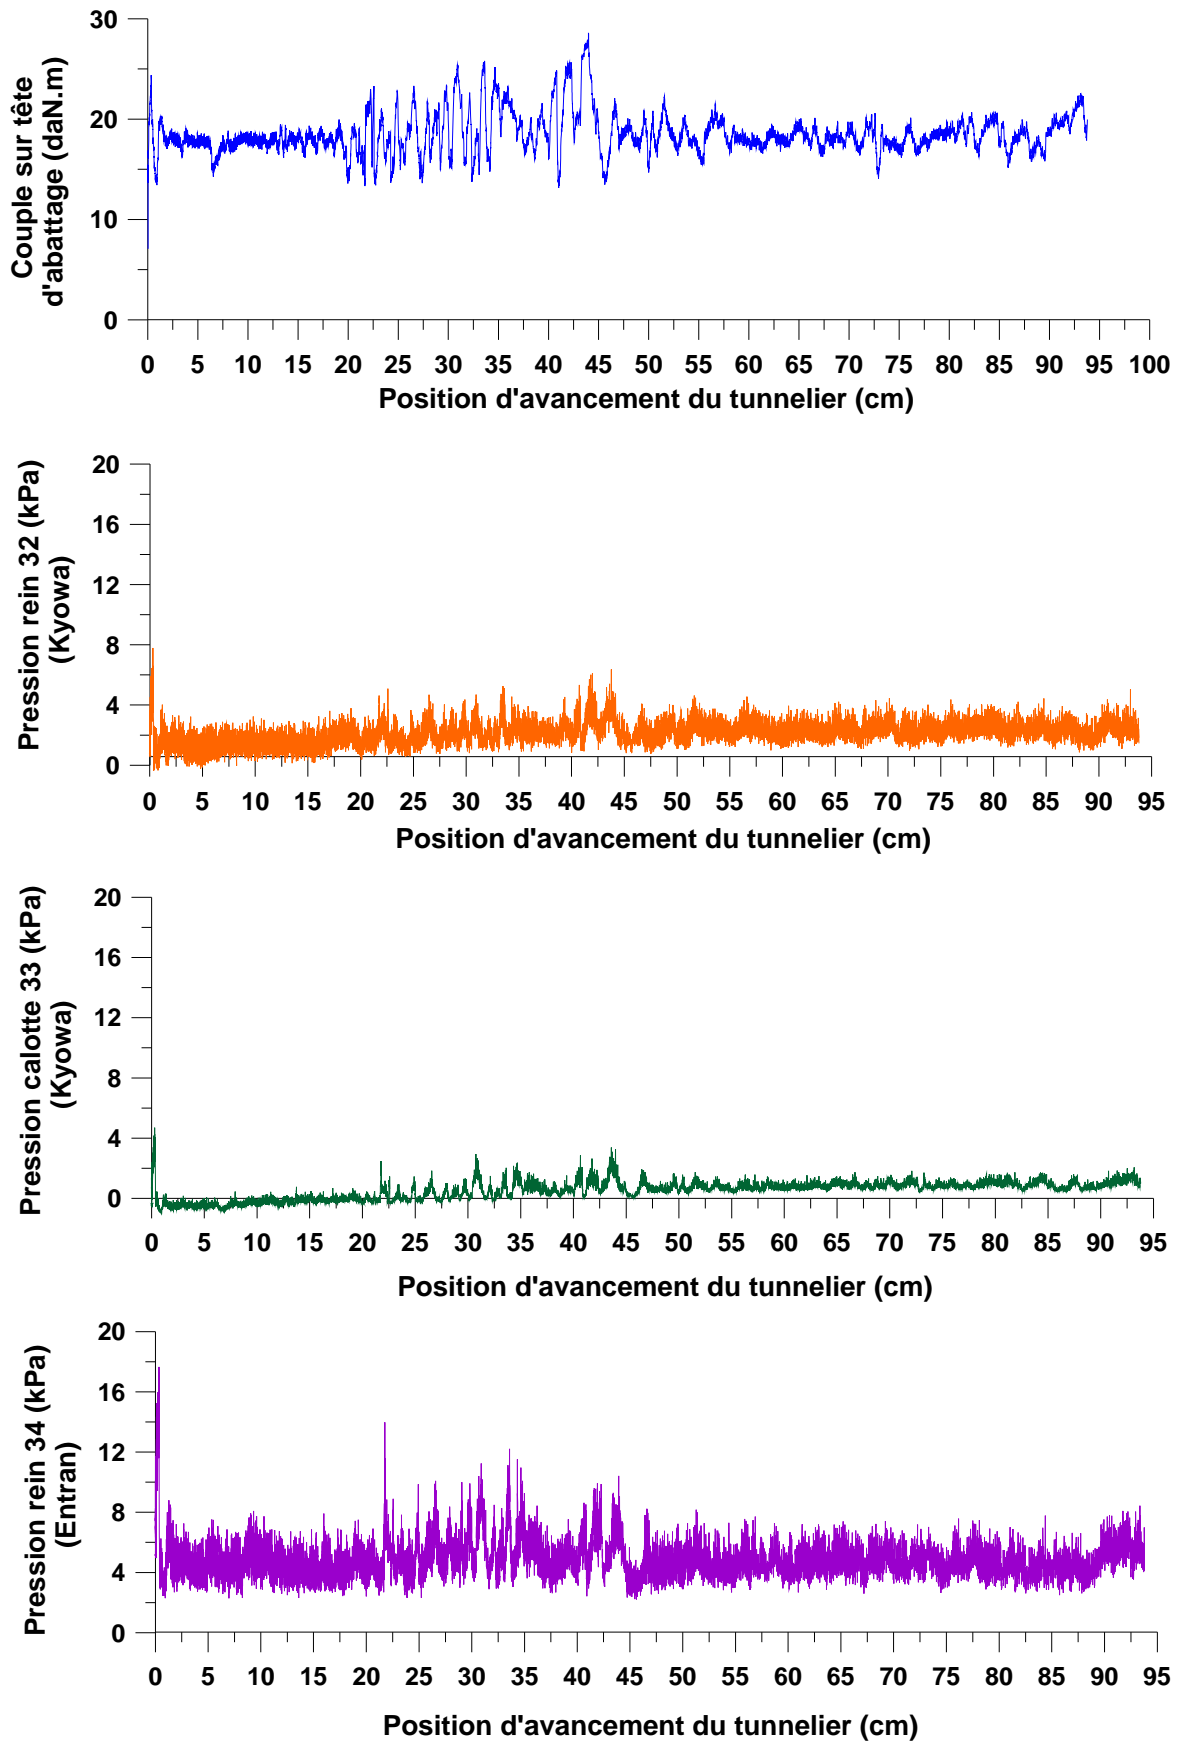 30
20
10
0
Couple sur tête
d'abattage (daN.m)
0 5 10 15 20 25 30 35 40 45 50 55 60 65 70 75 80 85 90 95 100
Position d'avancement du tunnelier (cm)
20
16
12
8
4
0
Pression rein 32 (kPa)
(Kyowa)
0 5 10 15 20 25 30 35 40 45 50 55 60 65 70 75 80 85 90 95
Position d'avancement du tunnelier (cm)
20
16
12
8
4
0
Pression calotte 33 (kPa)
(Kyowa)
0 5 10 15 20 25 30 35 40 45 50 55 60 65 70 75 80 85 90 95
Position d'avancement du tunnelier (cm)
20
16
12
8
4
0
Pression rein 34 (kPa)
(Entran)
0 5 10 15 20 25 30 35 40 45 50 55 60 65 70 75 80 85 90 95
Position d'avancement du tunnelier (cm)